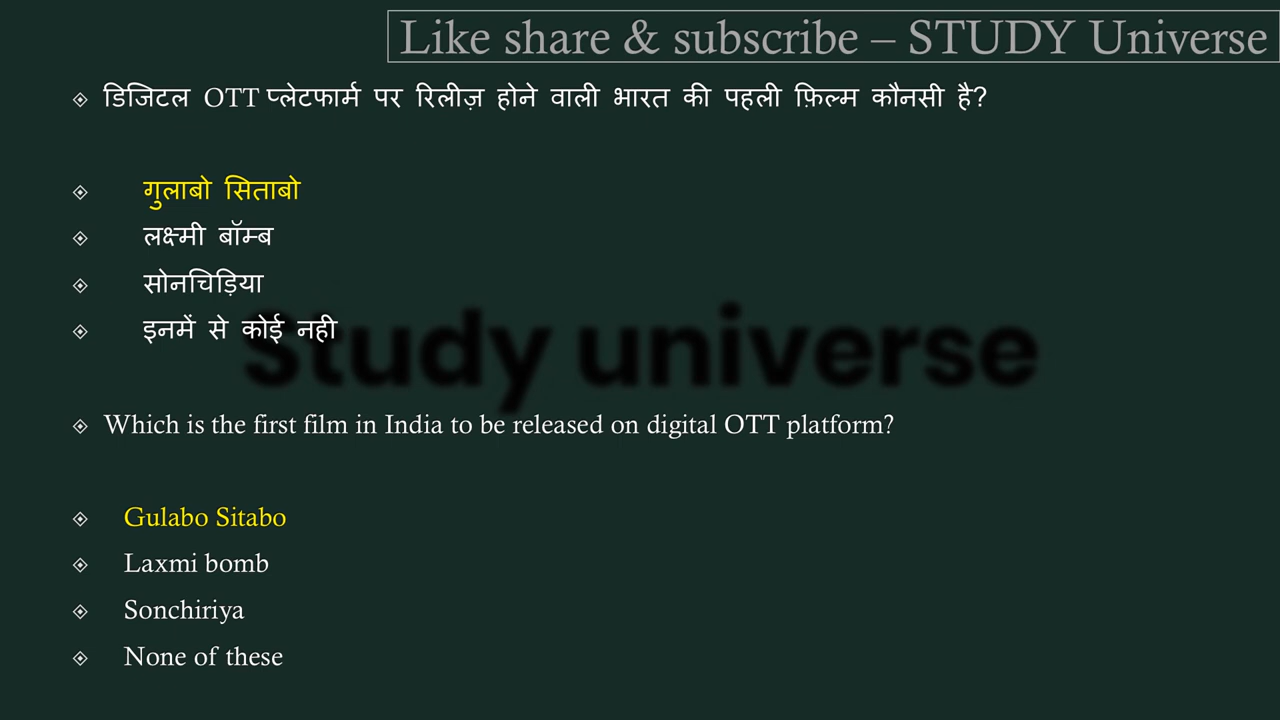 Like share & subscribe – STUDY Universe
डिजिटल OTT प्लेटफार्म पर रिलीज़ होने वाली भारत की पहली फ़िल्म कौनसी है?
गुलाबो सिताबो
लक्ष्मी बॉम्ब
सोनचिड़िया
इनमें से कोई नही
Study universe
Which is the first film in India to be released on digital OTT platform?
Gulabo Sitabo
Laxmi bomb
Sonchiriya
None of these